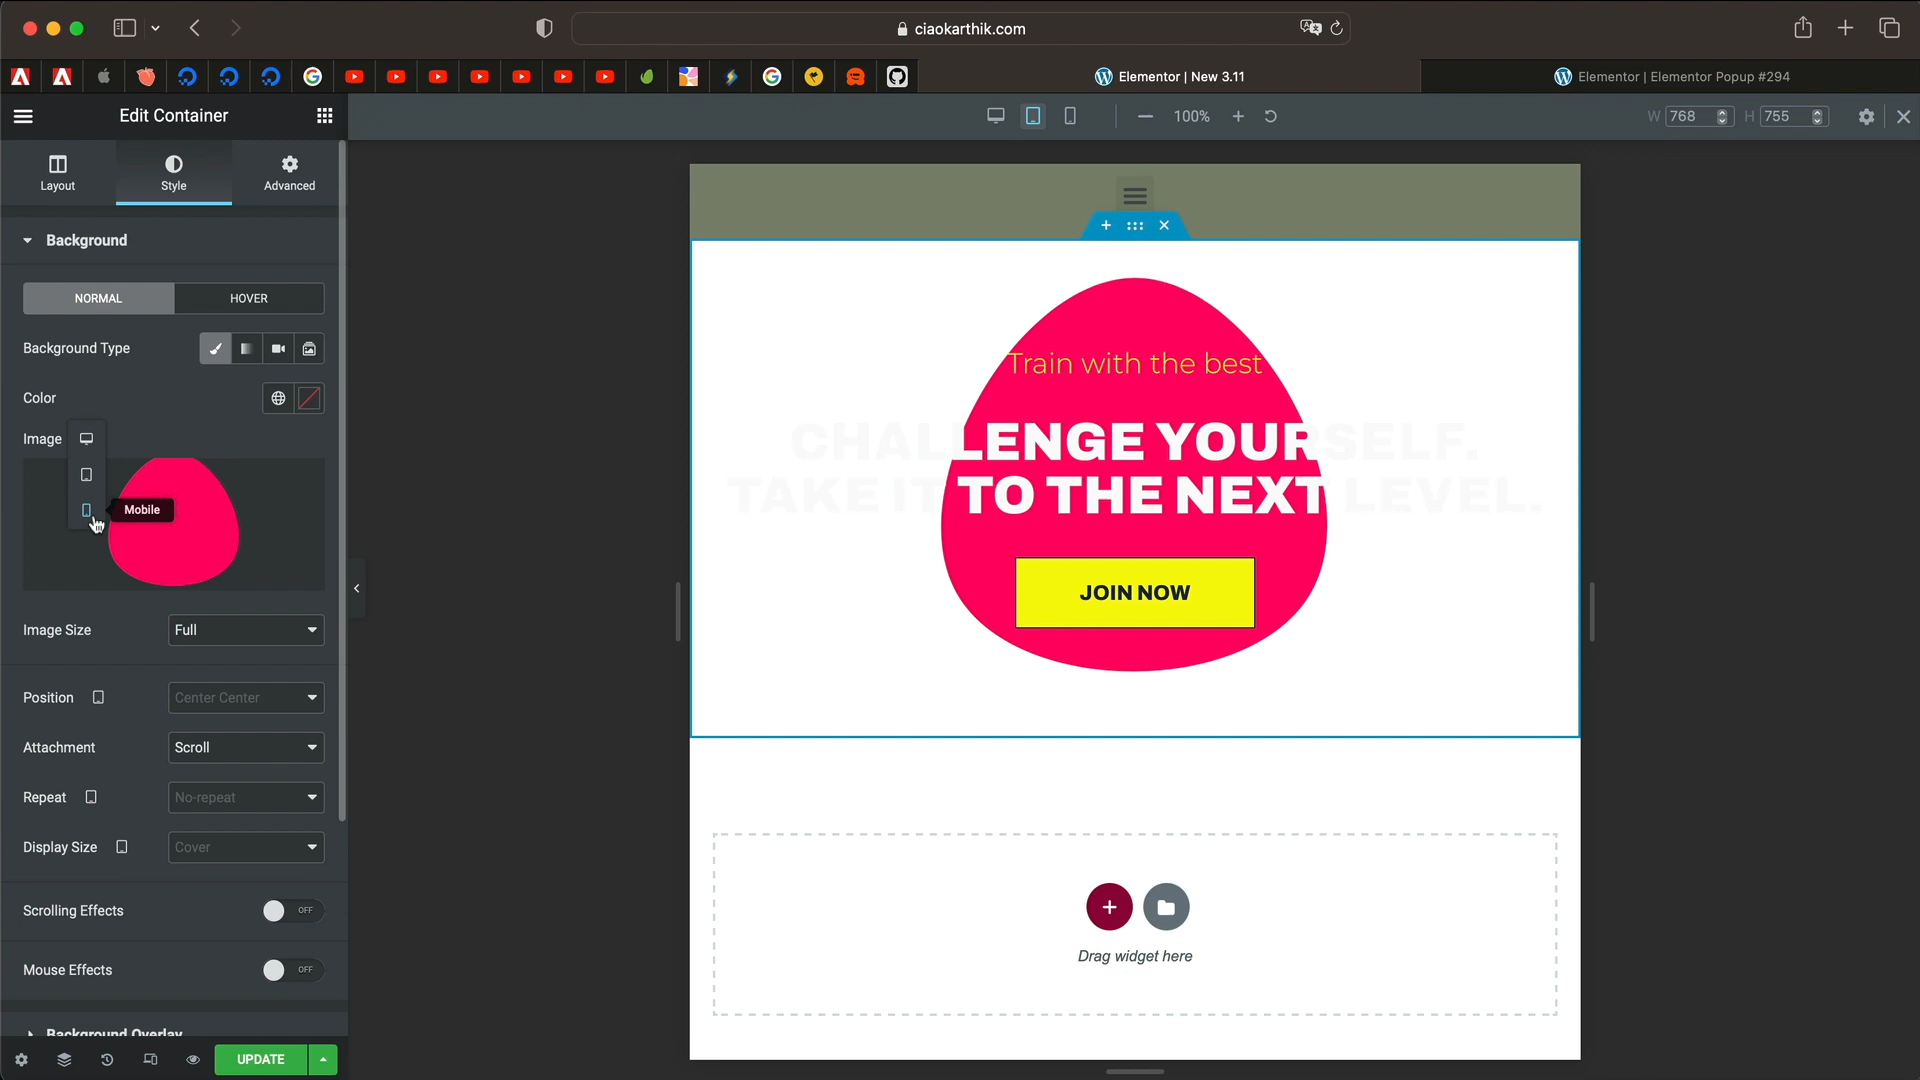 ciaokarthik.com
Elementor | New 3.11
Elementor | Elementor Popup #294
Edit Container
100%
W 768
H 755
Layout
Style
Advanced
Background
NORMAL
HOVER
Background Type
Color
Image
Mobile
Image Size
Full
Position
Center Center
Attachment
Scroll
Repeat
No-repeat
Display Size
Cover
Scrolling Effects
OFF
Mouse Effects
OFF
Background Overlay
UPDATE
Train with the best
CHALLENGE YOURSELF.
TAKE IT TO THE NEXT LEVEL.
JOIN NOW
Drag widget here